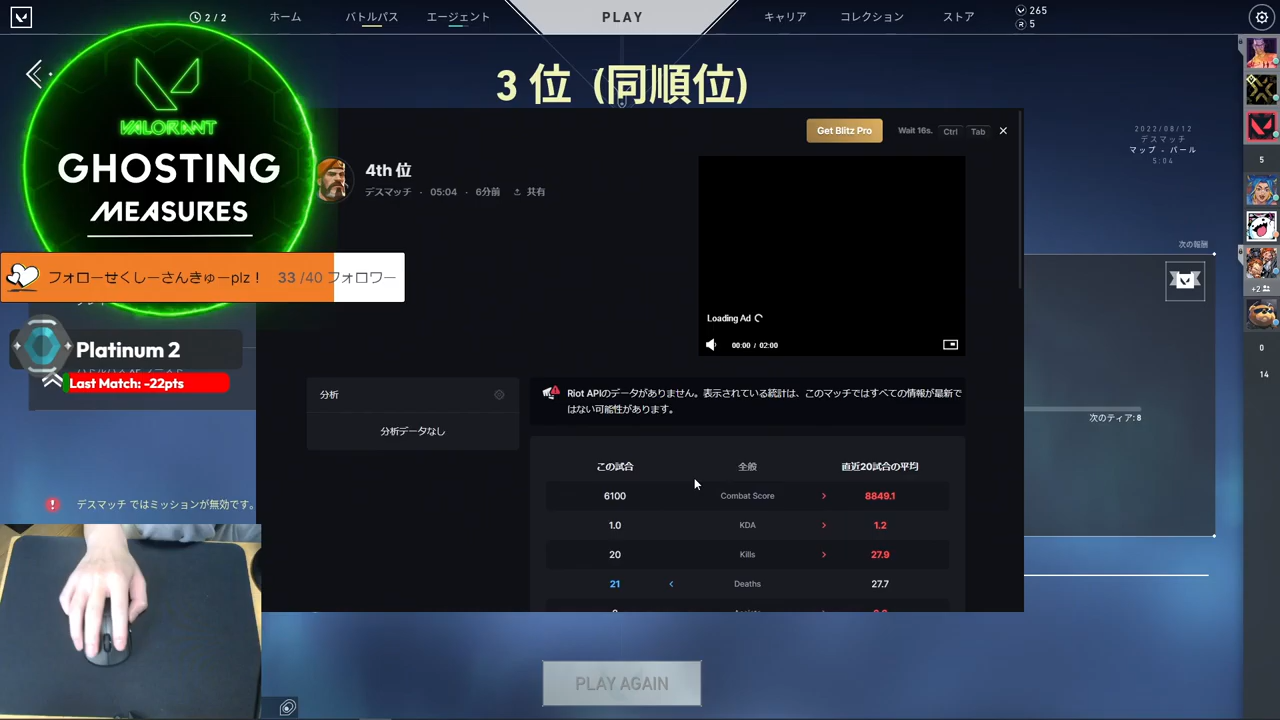 2 / 2
ホーム
バトルパス
エージェント
PLAY
キャリア
コレクション
ストア
265
R 5
3 位 (同順位)
VALORANT
GHOSTING
MEASURES
Get Blitz Pro
Wait 16s.
Ctrl
Tab
2022/08/12
デスマッチ
マップ - パール
5:04
4th 位
デスマッチ · 05:04 · 6分前 共有
5
次の報酬
フォローせくしーさんきゅーplz！ 33 /40 フォロワー
+2
Loading Ad
00:00 / 02:00
Platinum 2
Last Match: -22pts
0
14
分析
分析データなし
Riot APIのデータがありません。表示されている統計は、このマッチではすべての情報が最新で
はない可能性があります。
次のティア: 8
この試合
全般
直近20試合の平均
6100
Combat Score
8849.1
1.0
KDA
1.2
20
Kills
27.9
21
Deaths
27.7
デスマッチ ではミッションが無効です。
PLAY AGAIN